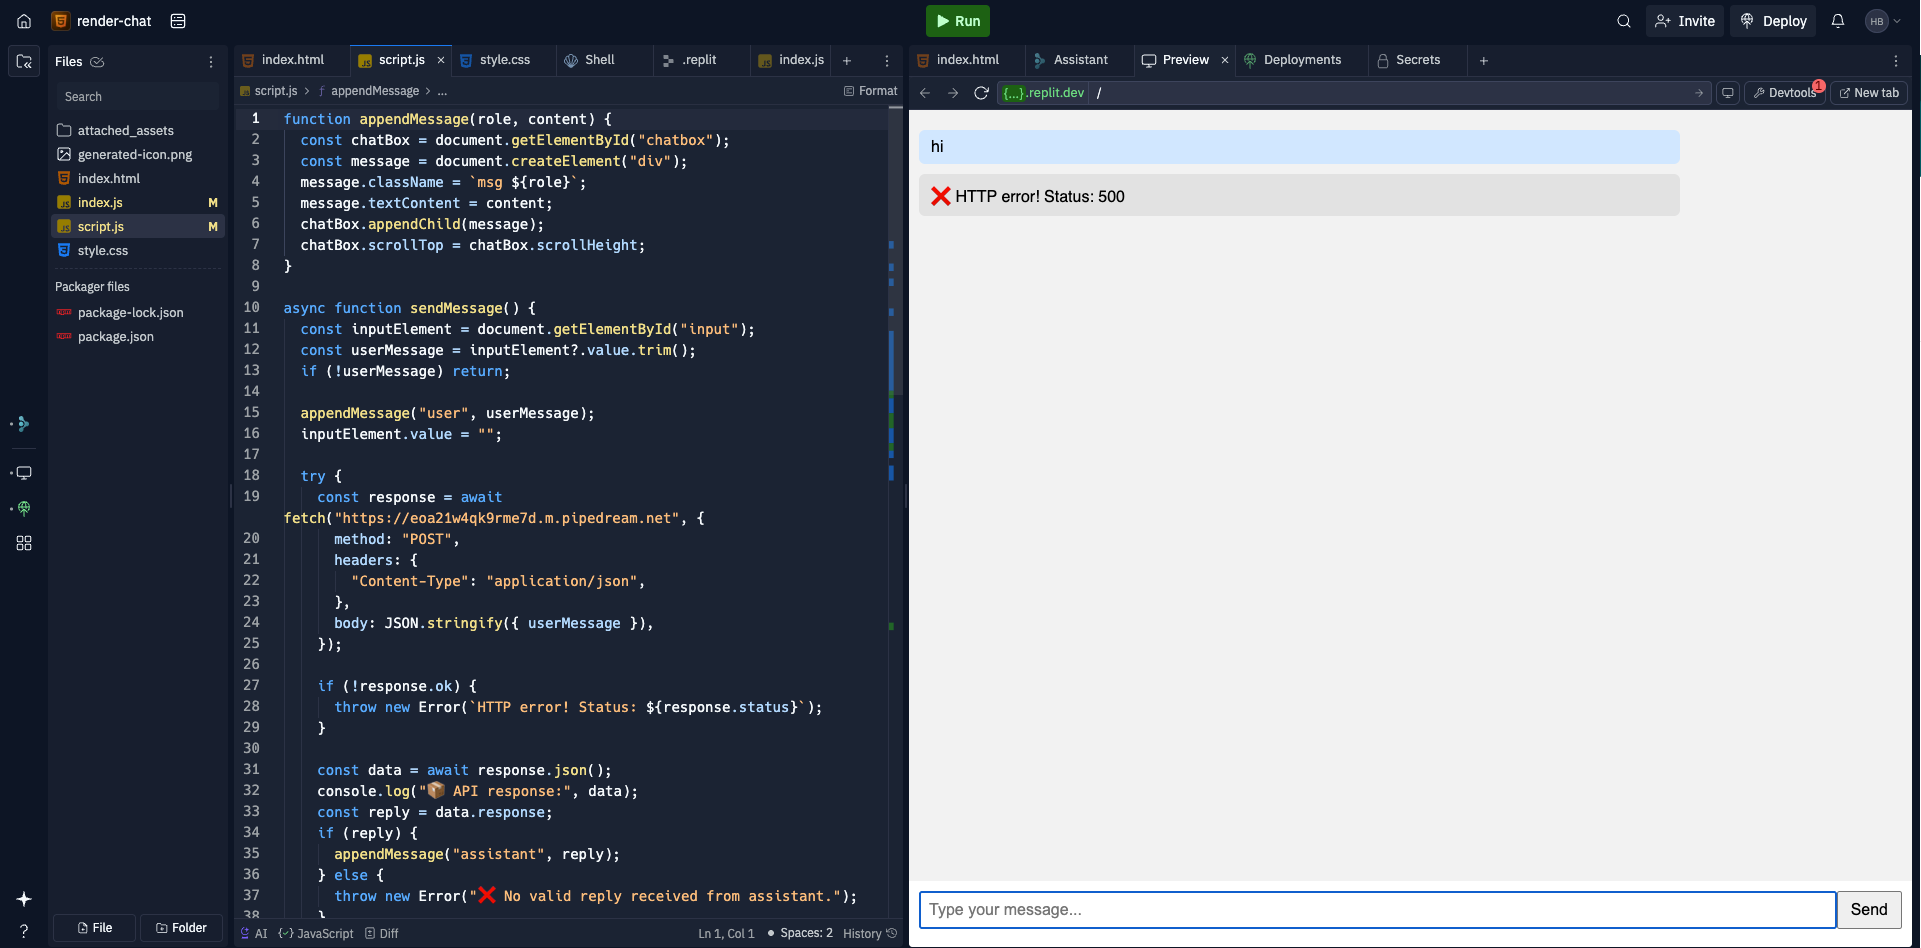 render-chat
Run
Invite
Deploy
HB
Files
Search
attached_assets
generated-icon.png
index.html
index.js M
script.js M
style.css
Packager files
package-lock.json
package.json
File
Folder
index.html
script.js
style.css
Shell
.replit
index.js
script.js > appendMessage > ...
Format
1 function appendMessage(role, content) {
2 const chatBox = document.getElementById("chatbox");
3 const message = document.createElement("div");
4 message.className = `msg ${role}`;
5 message.textContent = content;
6 chatBox.appendChild(message);
7 chatBox.scrollTop = chatBox.scrollHeight;
8 }
9
10 async function sendMessage() {
11 const inputElement = document.getElementById("input");
12 const userMessage = inputElement?.value.trim();
13 if (!userMessage) return;
14
15 appendMessage("user", userMessage);
16 inputElement.value = "";
17
18 try {
19 const response = await
fetch("https://eoa21w4qk9rme7d.m.pipedream.net", {
20 method: "POST",
21 headers: {
22 "Content-Type": "application/json",
23 },
24 body: JSON.stringify({ userMessage }),
25 });
26
27 if (!response.ok) {
28 throw new Error(`HTTP error! Status: ${response.status}`);
29 }
30
31 const data = await response.json();
32 console.log("📦 API response:", data);
33 const reply = data.response;
34 if (reply) {
35 appendMessage("assistant", reply);
36 } else {
37 throw new Error("❌ No valid reply received from assistant.");
38 }
AI
JavaScript
Diff
Ln 1, Col 1
Spaces: 2
History
index.html
Assistant
Preview
Deployments
Secrets
{...}.replit.dev /
Devtools
1
New tab
hi
❌ HTTP error! Status: 500
Type your message...
Send